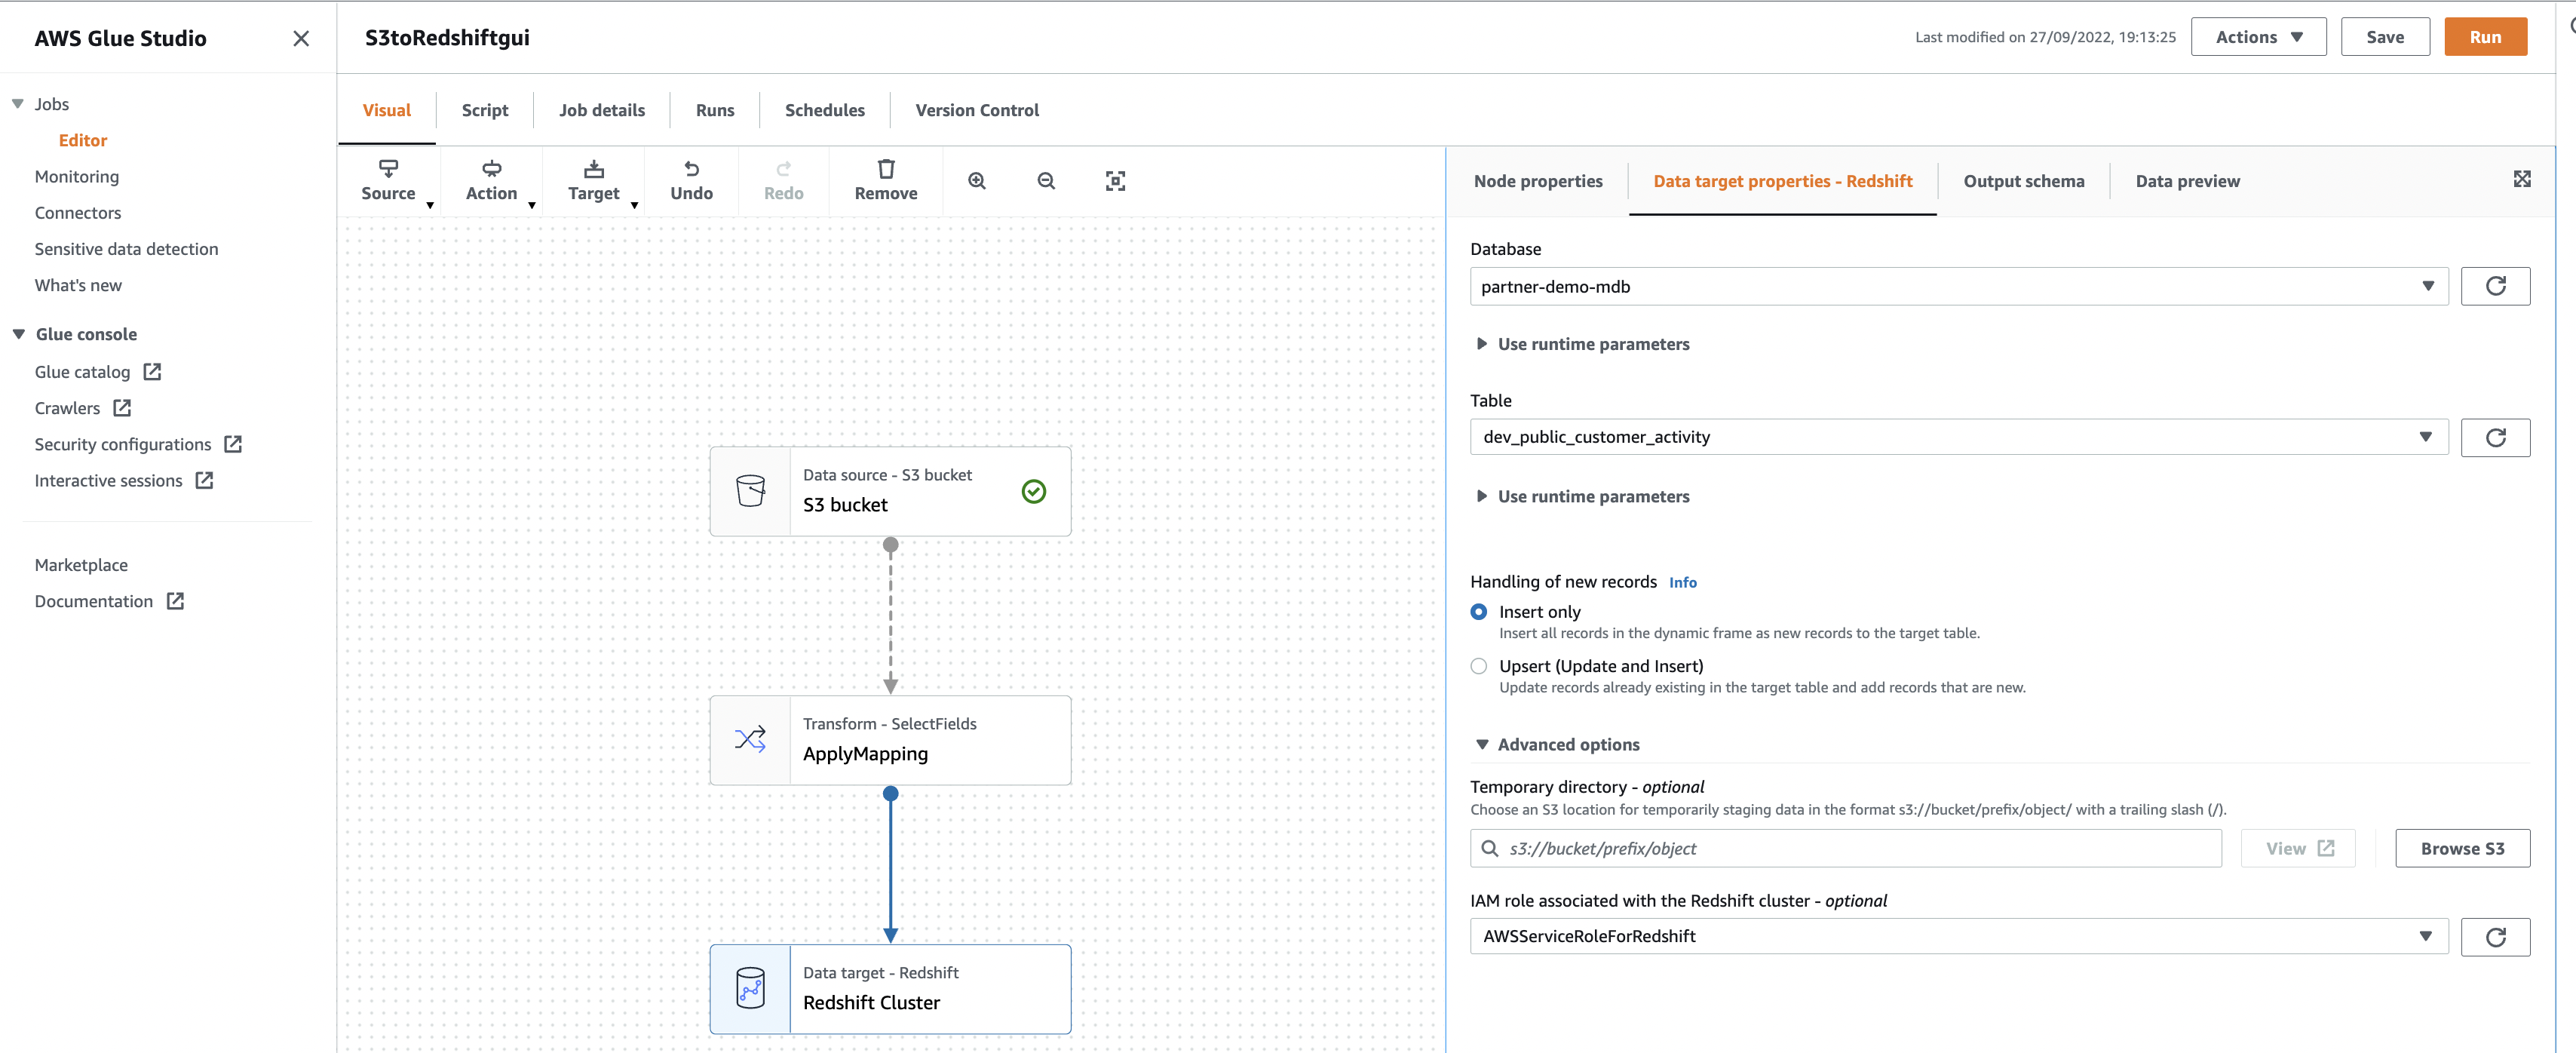 AWS Glue Studio
S3toRedshiftgui
Last modified on 27/09/2022, 19:13:25
Actions
Save
Run
Jobs
Editor
Monitoring
Connectors
Sensitive data detection
What's new
Glue console
Glue catalog
Crawlers
Security configurations
Interactive sessions
Marketplace
Documentation
Visual
Script
Job details
Runs
Schedules
Version Control
Source
Action
Target
Undo
Redo
Remove
Data source - S3 bucket
S3 bucket
Transform - SelectFields
ApplyMapping
Data target - Redshift
Redshift Cluster
Node properties
Data target properties - Redshift
Output schema
Data preview
Database
partner-demo-mdb
Use runtime parameters
Table
dev_public_customer_activity
Use runtime parameters
Handling of new records Info
Insert only
Insert all records in the dynamic frame as new records to the target table.
Upsert (Update and Insert)
Update records already existing in the target table and add records that are new.
Advanced options
Temporary directory - optional
Choose an S3 location for temporarily staging data in the format s3://bucket/prefix/object/ with a trailing slash (/).
s3://bucket/prefix/object
View
Browse S3
IAM role associated with the Redshift cluster - optional
AWSServiceRoleForRedshift